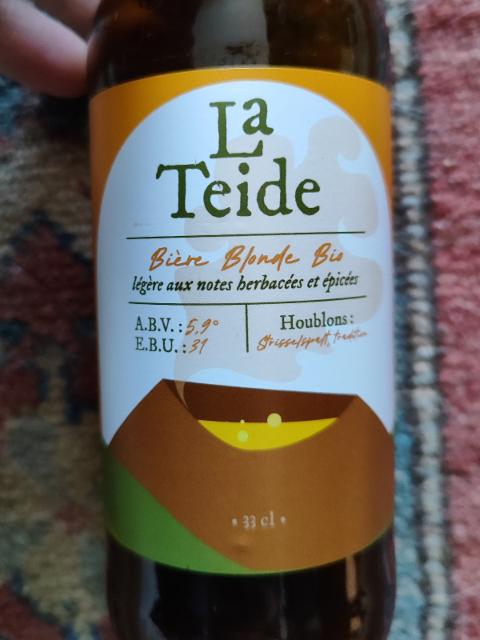 La
Teide
Bière Blonde Bio
légère aux notes herbacées et épicées
A.B.V. : 5,9°
E.B.U. : 31
Houblons :
Strisselspalt, tradition
• 33 cl •